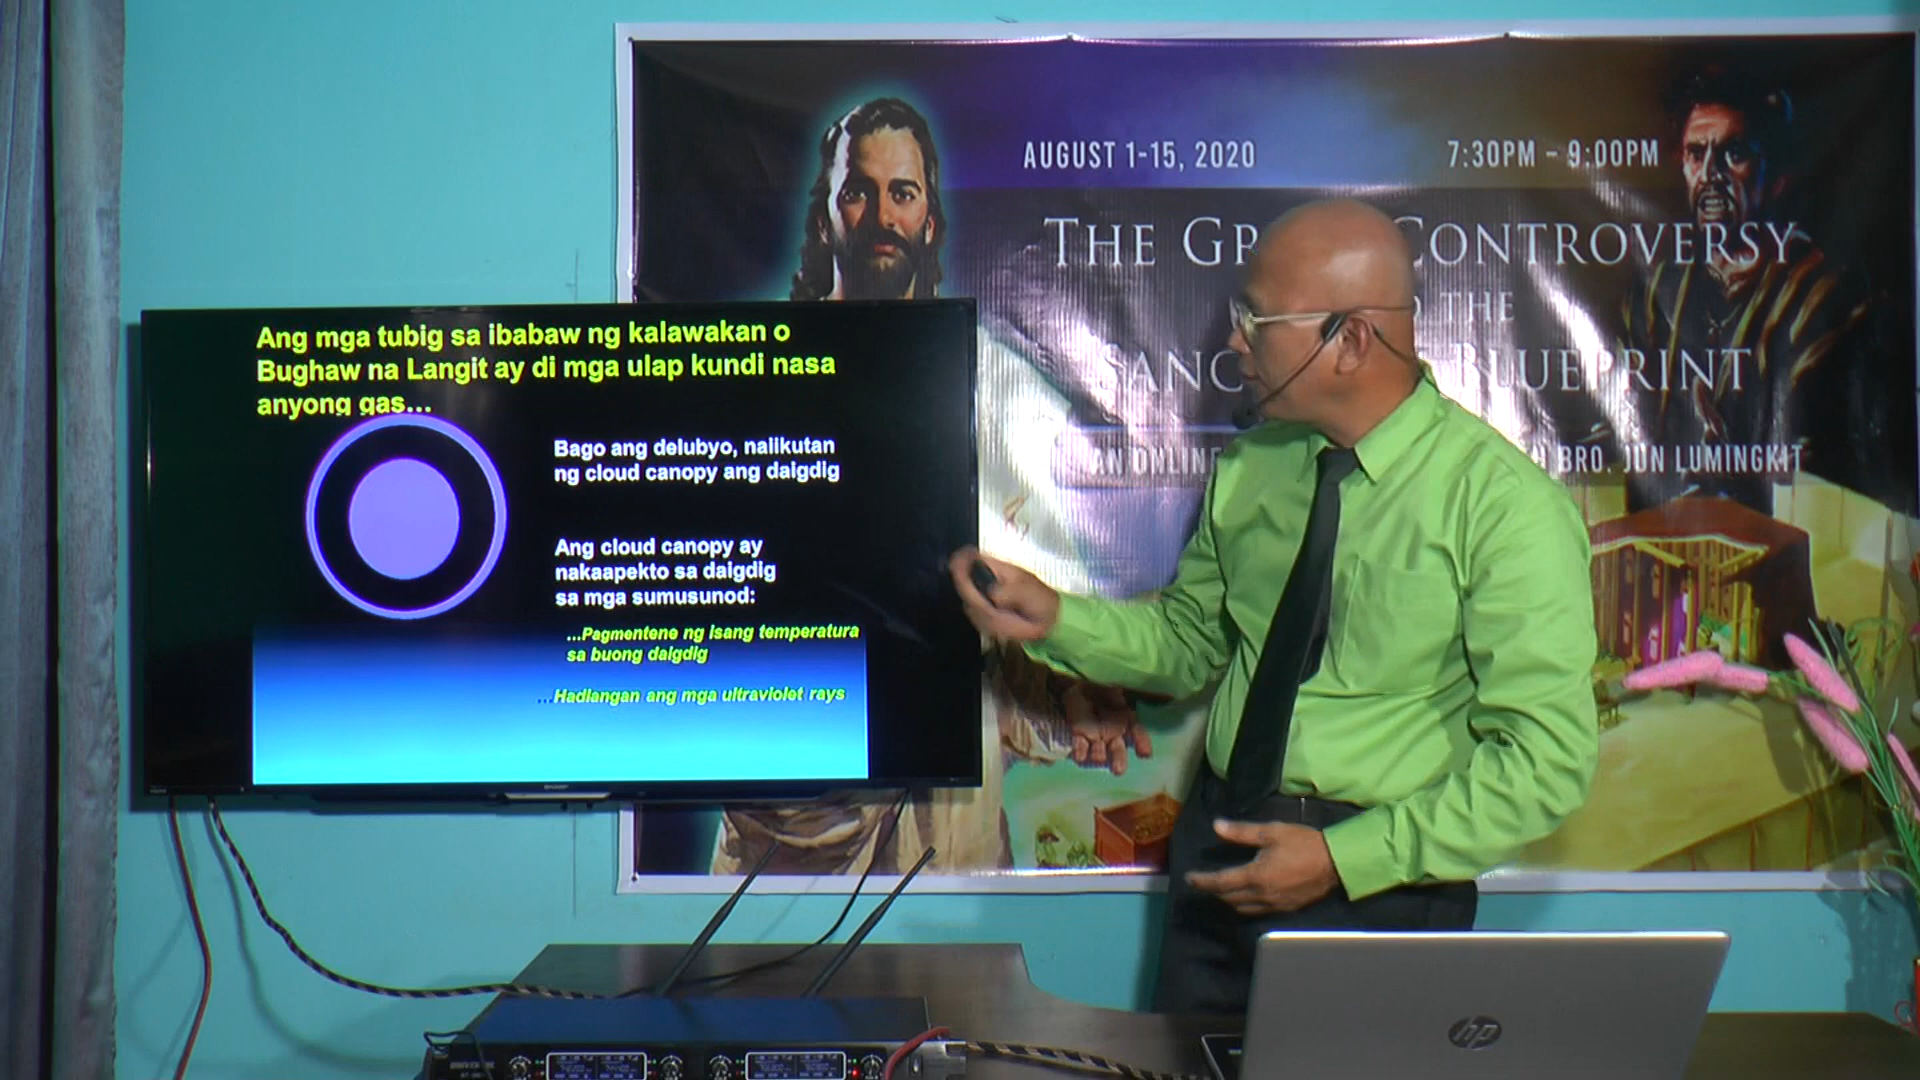 AUGUST 1-15, 2020
7:30PM – 9:00PM
THE CONTROVERSY
THE
BLUEPRINT
AN ONLINE
BRO. JUN LUMINGKIT
Ang mga tubig sa ibabaw ng kalawakan o
Bughaw na Langit ay di mga ulap kundi nasa
anyong gas...
Bago ang delubyo, nalikutan
ng cloud canopy ang daigdig
Ang cloud canopy ay
nakaapekto sa daigdig
sa mga sumusunod:
...Pagmentene ng isang temperatura
sa buong daigdig
...Hadlangan ang mga ultraviolet rays
SHARP
hp